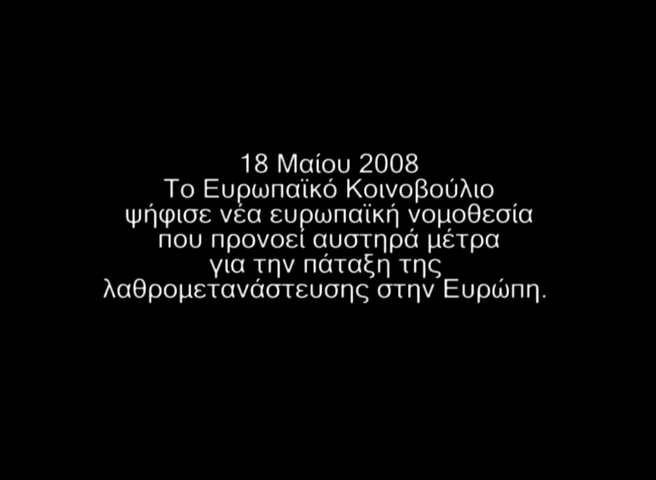 18 Μαίου 2008
Το Ευρωπαϊκό Κοινοβούλιο
ψήφισε νέα ευρωπαϊκή νομοθεσία
που προνοεί αυστηρά μέτρα
για την πάταξη της
λαθρομετανάστευσης στην Ευρώπη.